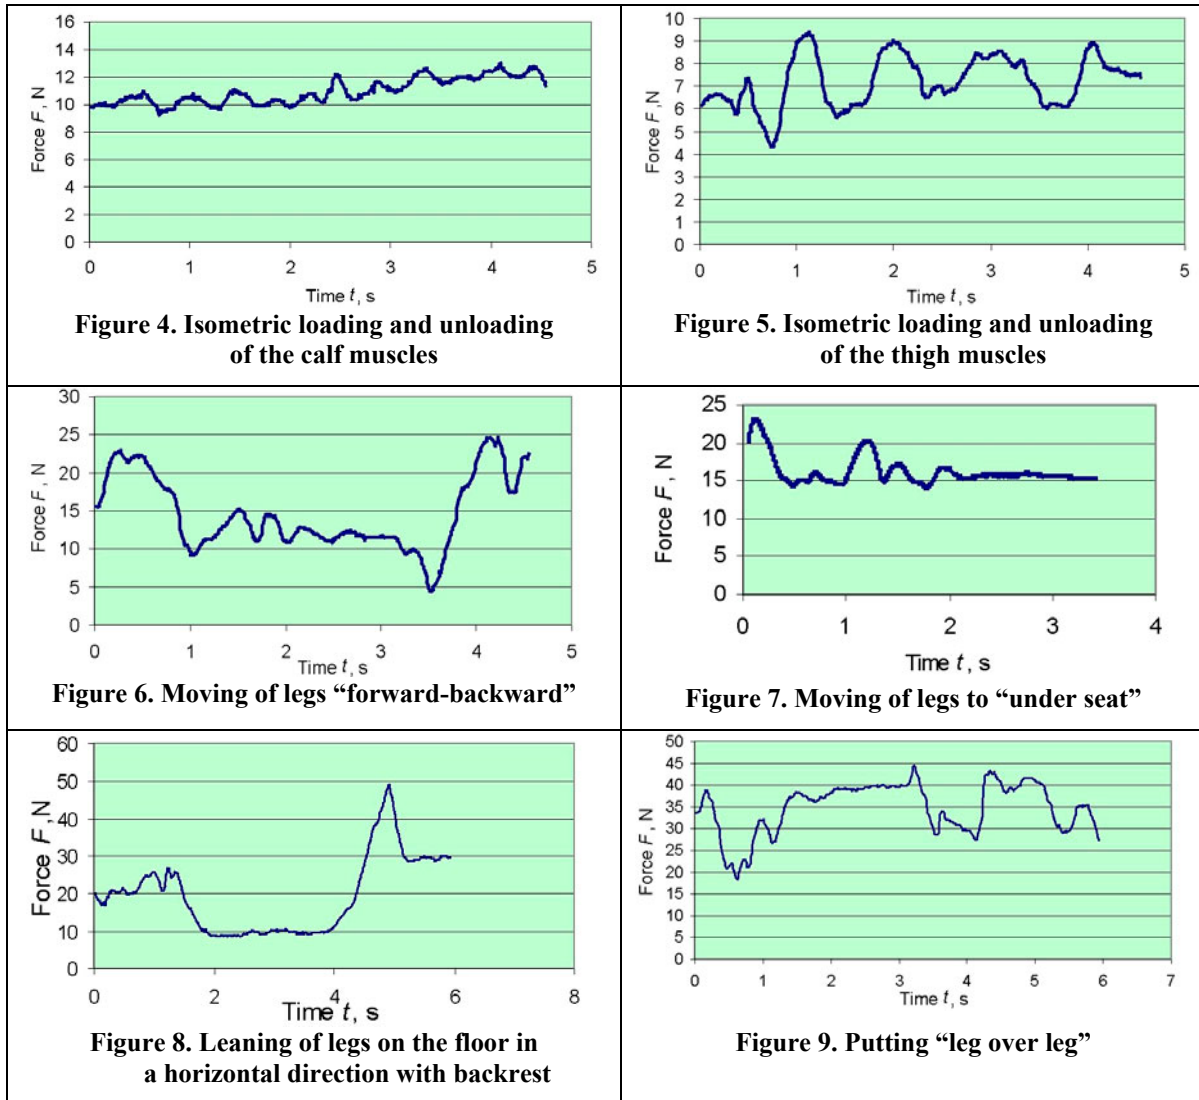 16
14
12
10
8
6
4
2
0
Force F, N
0 1 2 3 4 5
Time t, s
Figure 4. Isometric loading and unloading
of the calf muscles
10
9
8
7
6
5
4
3
2
1
0
Force F, N
0 1 2 3 4 5
Time t, s
Figure 5. Isometric loading and unloading
of the thigh muscles
30
25
20
15
10
5
0
Force F, N
0 1 2 3 4 5
Time t, s
Figure 6. Moving of legs “forward-backward”
25
20
15
10
5
0
Force F, N
0 1 2 3 4
Time t, s
Figure 7. Moving of legs to “under seat”
60
50
40
30
20
10
0
Force F, N
0 2 4 6 8
Time t, s
Figure 8. Leaning of legs on the floor in
a horizontal direction with backrest
50
45
40
35
30
25
20
15
10
5
0
Force F, N
0 1 2 3 4 5 6 7
Time t, s
Figure 9. Putting “leg over leg”